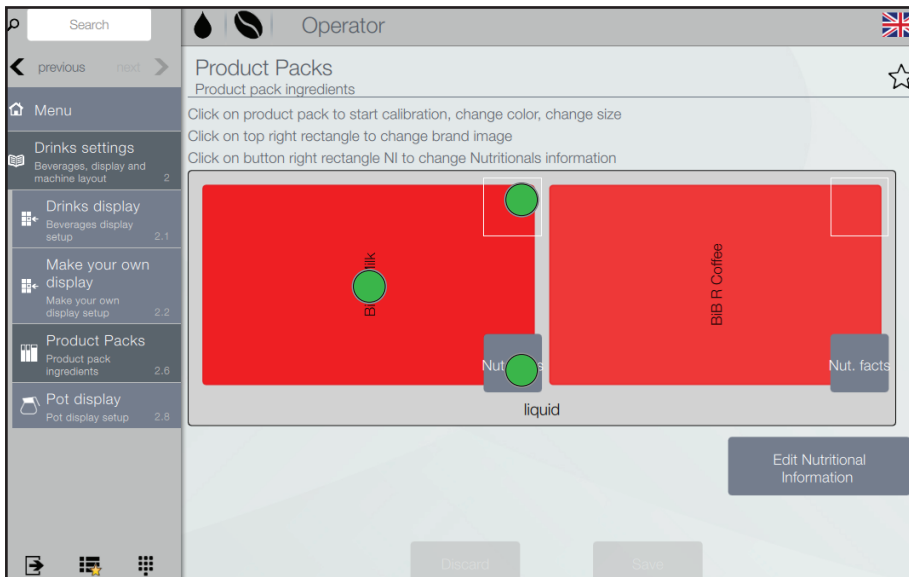 Search
Operator
previous
next
Product Packs
Product pack ingredients
Menu
Click on product pack to start calibration, change color, change size
Click on top right rectangle to change brand image
Click on button right rectangle NI to change Nutritionals information
Drinks settings
Beverages, display and
machine layout 2
Drinks display
Beverages display
setup 2.1
Make your own
display
Make your own
display setup 2.2
Product Packs
Product pack
ingredients 2.6
Pot display
Pot display setup 2.8
BiB R Coffee
Nut. facts
liquid
Edit Nutritional
Information
Discard
Save